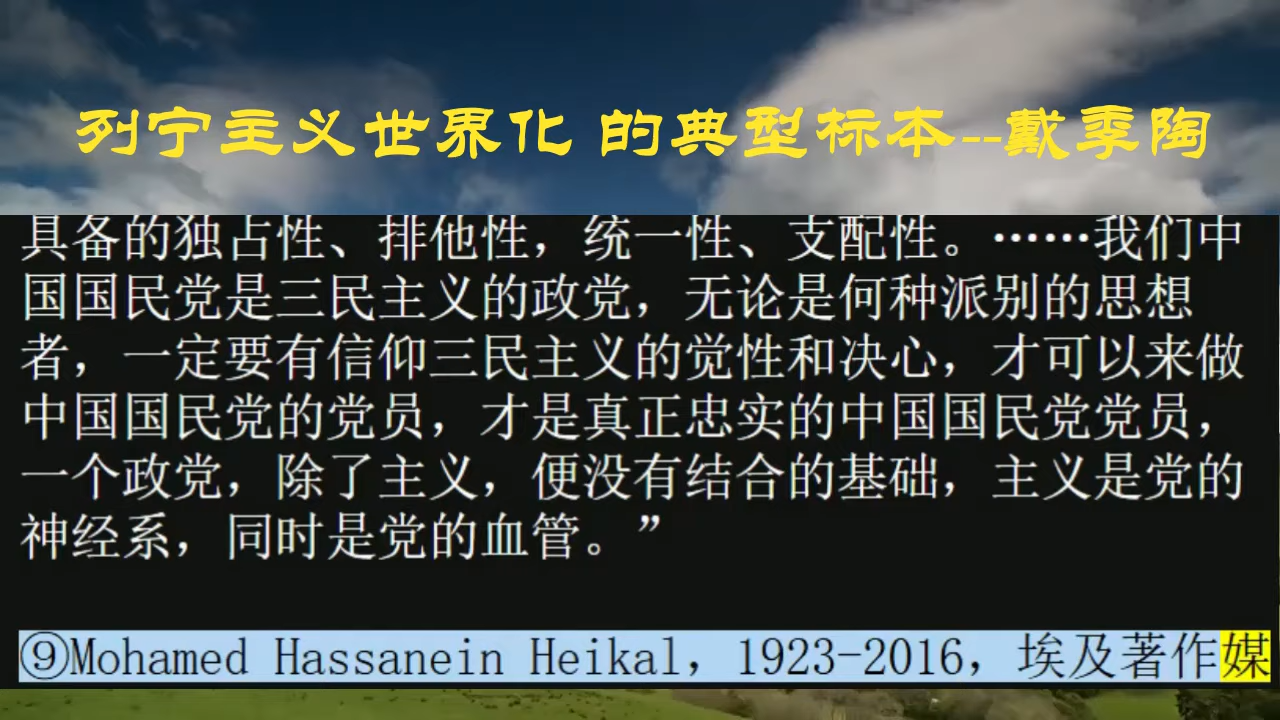 列宁主义世界化 的典型标本--戴季陶
具备的独占性、排他性，统一性、支配性。……我们中
国国民党是三民主义的政党，无论是何种派别的思想
者，一定要有信仰三民主义的觉性和决心，才可以来做
中国国民党的党员，才是真正忠实的中国国民党党员，
一个政党，除了主义，便没有结合的基础，主义是党的
神经系，同时是党的血管。”
⑨Mohamed Hassanein Heikal，1923-2016，埃及著作媒